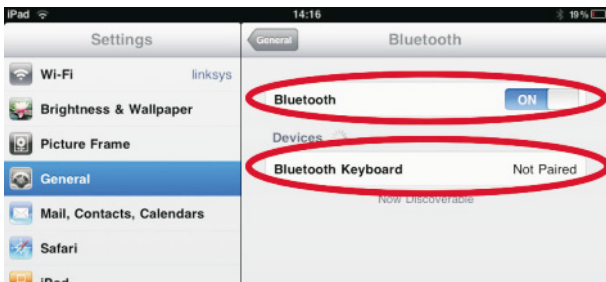 iPad 14:16 19%
Settings
General
Bluetooth
Wi-Fi linksys
Brightness & Wallpaper
Picture Frame
General
Mail, Contacts, Calendars
Safari
iPod
Bluetooth ON
Devices
Bluetooth Keyboard Not Paired
Now Discoverable